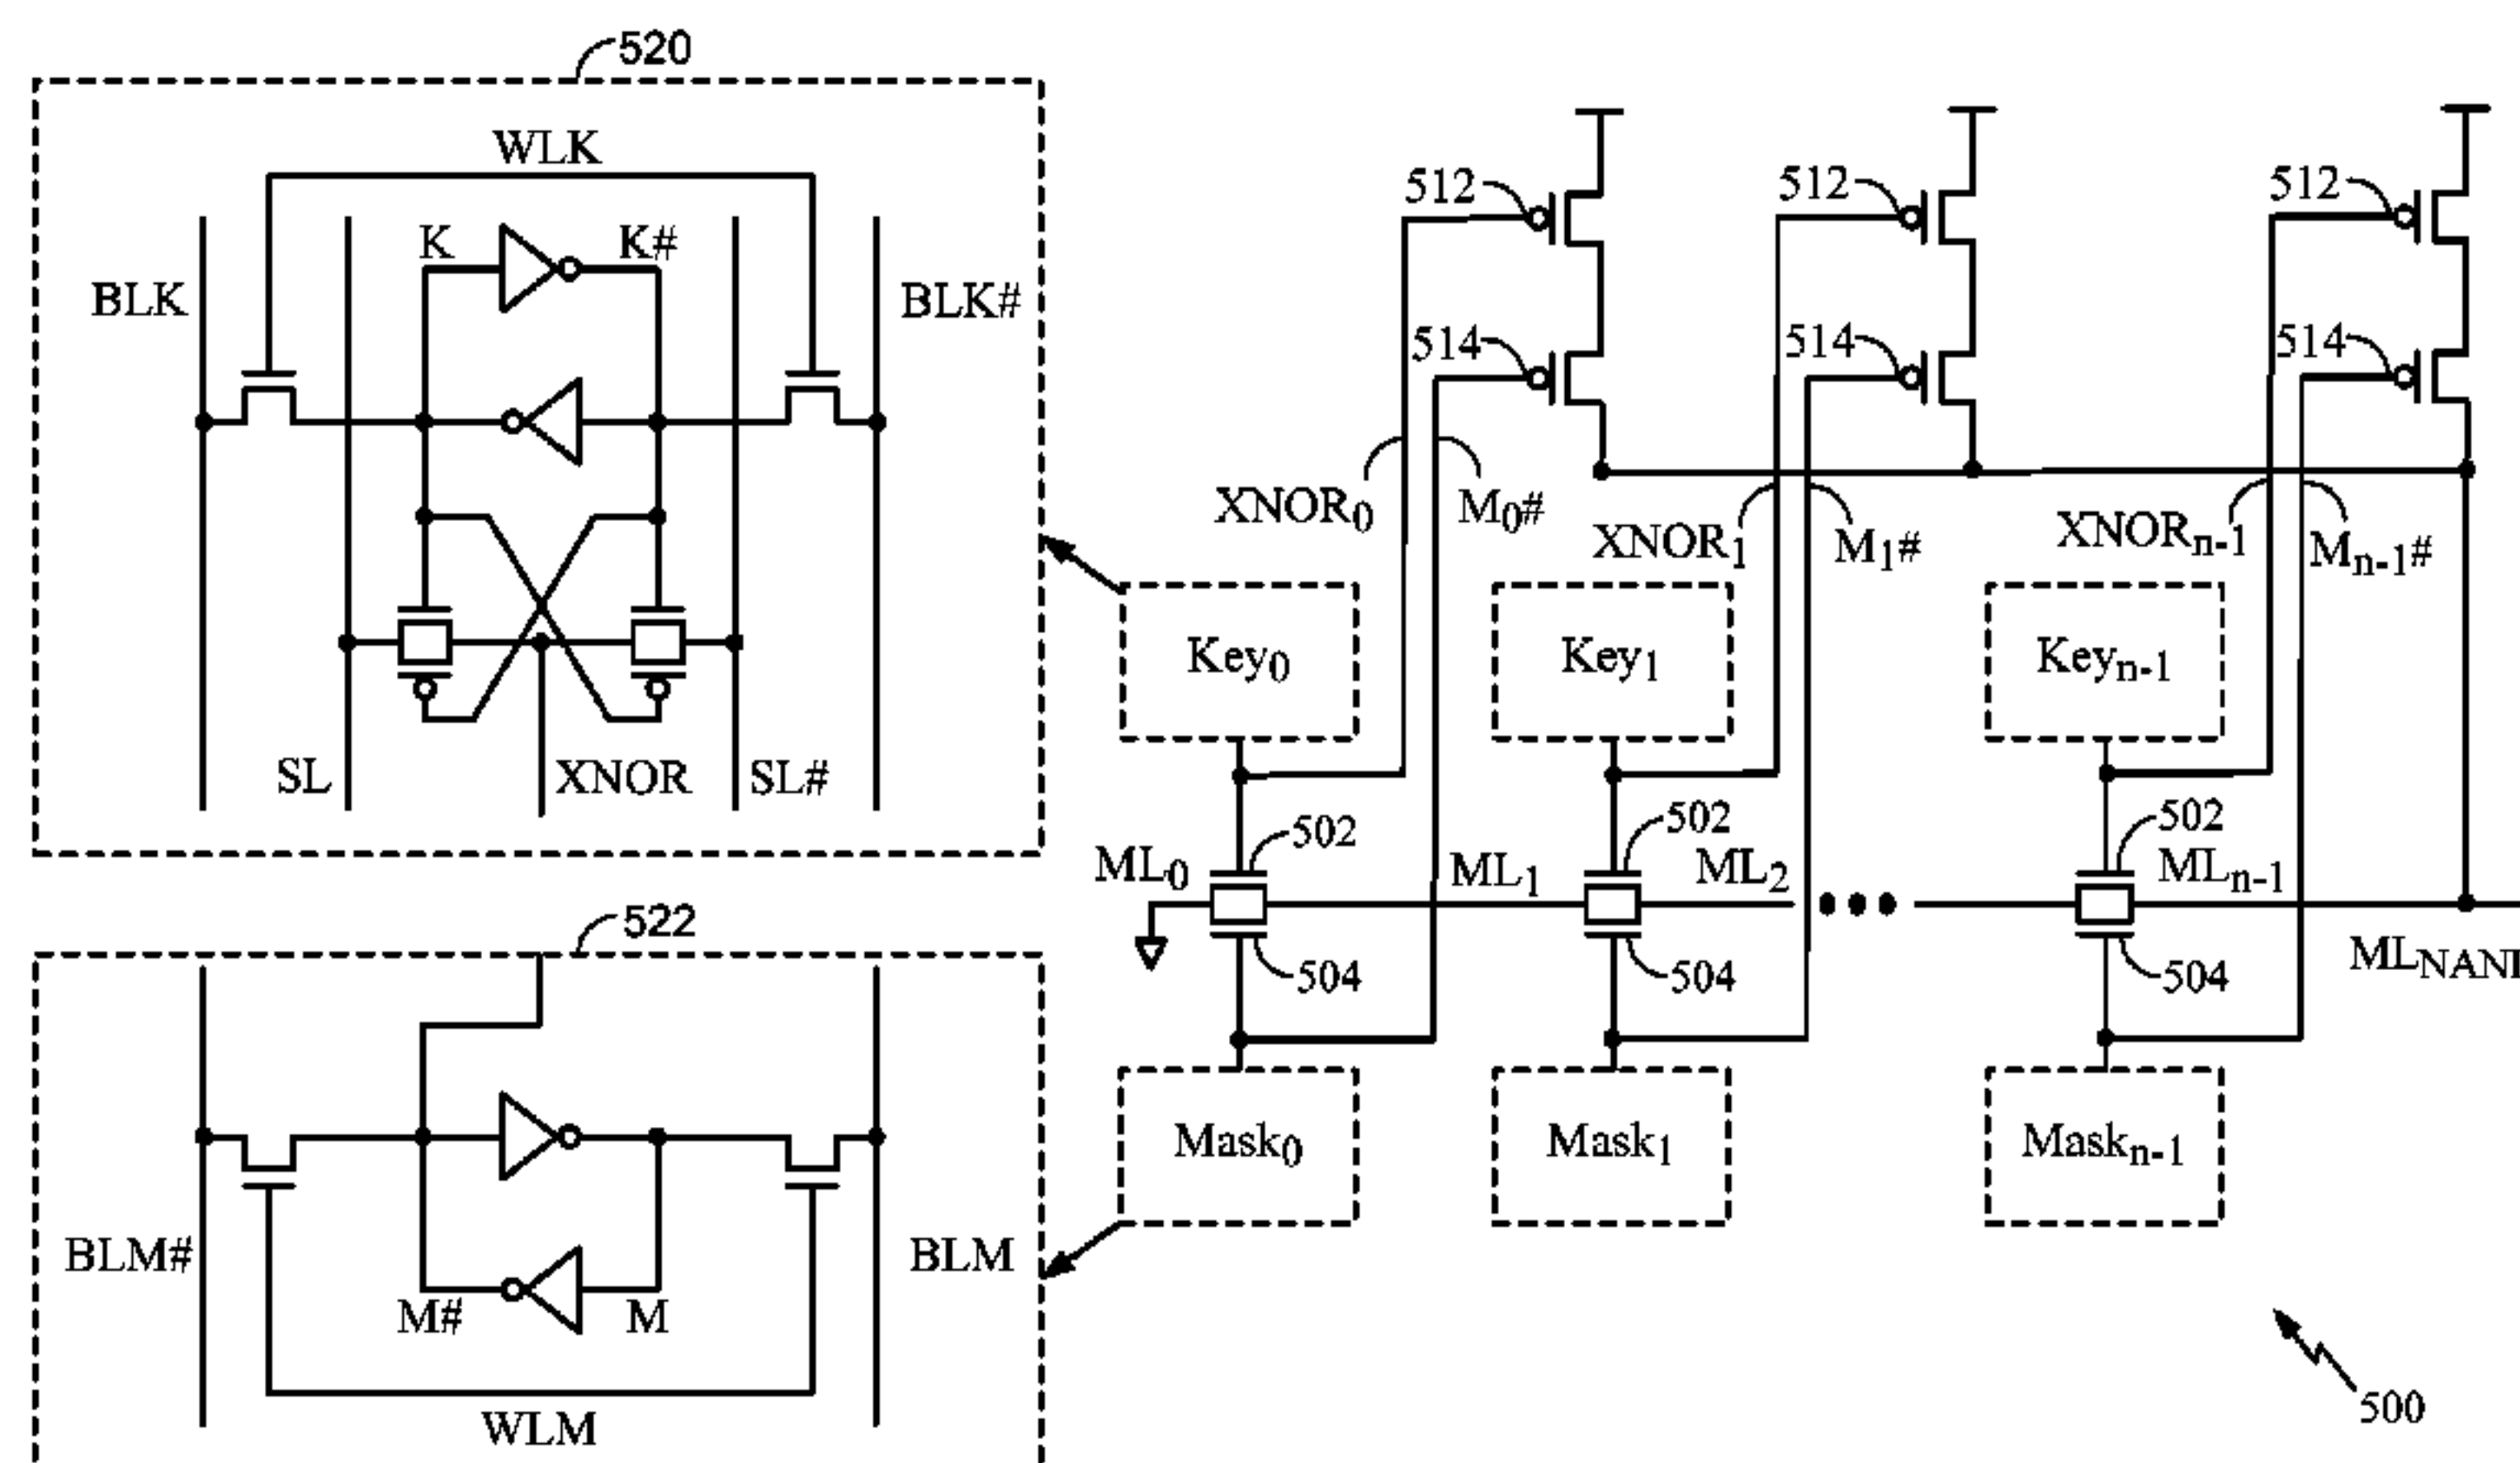 520
WLK
K
K#
BLK
BLK#
SL
XNOR
SL#
522
BLM#
BLM
M#
M
WLM
512
512
512
514
514
514
XNOR0
M0#
XNOR1
M1#
XNORn-1
Mn-1#
Key0
Key1
Keyn-1
502
502
502
ML0
ML1
ML2
MLn-1
504
504
504
MLNAN
Mask0
Mask1
Maskn-1
500